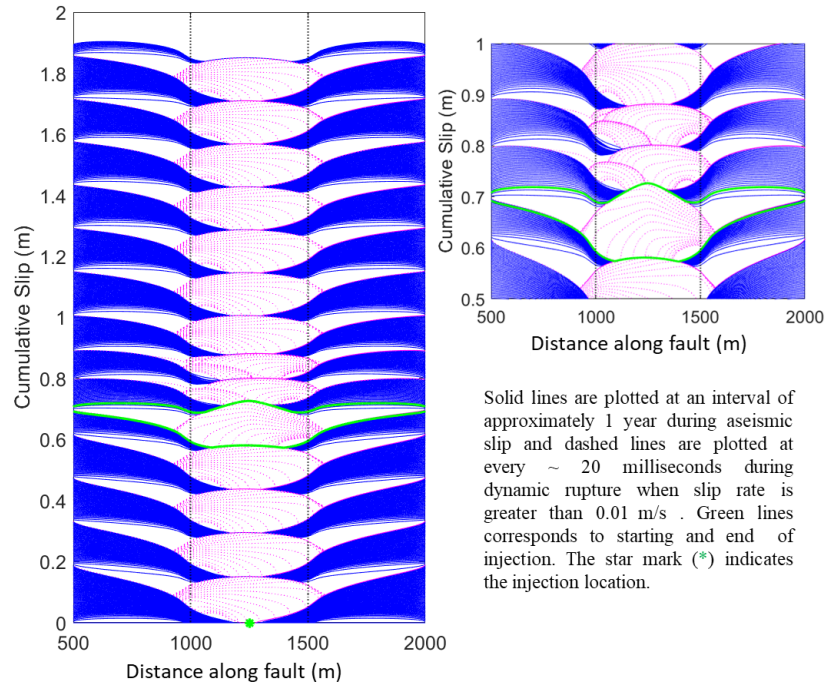 2
1.8
1.6
1.4
1.2
1
0.8
0.6
0.4
0.2
0
Cumulative Slip (m)
500 1000 1500 2000
Distance along fault (m)
1
0.9
0.8
0.7
0.6
0.5
Cumulative Slip (m)
500 1000 1500 2000
Distance along fault (m)
Solid lines are plotted at an interval of
approximately 1 year during aseismic
slip and dashed lines are plotted at
every ~ 20 milliseconds during
dynamic rupture when slip rate is
greater than 0.01 m/s . Green lines
corresponds to starting and end of
injection. The star mark (*) indicates
the injection location.